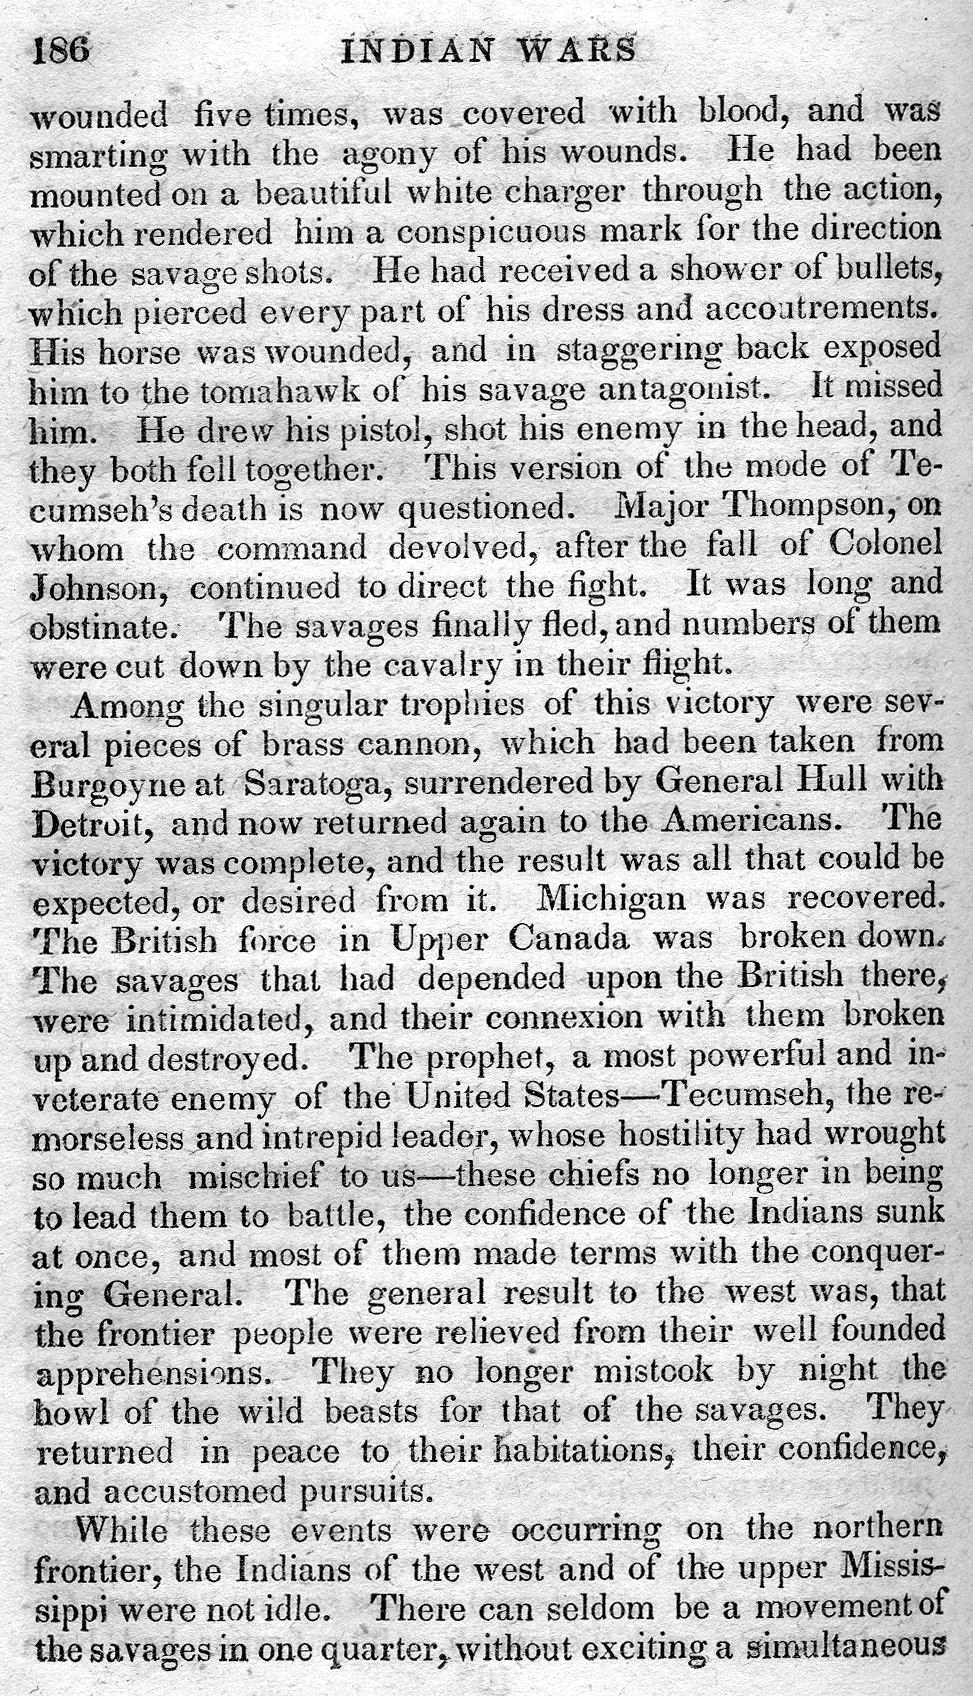 186 INDIAN WARS
wounded five times, was covered with blood, and was
smarting with the agony of his wounds. He had been
mounted on a beautiful white charger through the action,
which rendered him a conspicuous mark for the direction
of the savage shots. He had received a shower of bullets,
which pierced every part of his dress and accoutrements.
His horse was wounded, and in staggering back exposed
him to the tomahawk of his savage antagonist. It missed
him. He drew his pistol, shot his enemy in the head, and
they both fell together. This version of the mode of Te-
cumseh's death is now questioned. Major Thompson, on
whom the command devolved, after the fall of Colonel
Johnson, continued to direct the fight. It was long and
obstinate. The savages finally fled, and numbers of them
were cut down by the cavalry in their flight.
Among the singular trophies of this victory were sev-
eral pieces of brass cannon, which had been taken from
Burgoyne at Saratoga, surrendered by General Hull with
Detroit, and now returned again to the Americans. The
victory was complete, and the result was all that could be
expected, or desired from it. Michigan was recovered.
The British force in Upper Canada was broken down.
The savages that had depended upon the British there,
were intimidated, and their connexion with them broken
up and destroyed. The prophet, a most powerful and in-
veterate enemy of the United States—Tecumseh, the re-
morseless and intrepid leader, whose hostility had wrought
so much mischief to us—these chiefs no longer in being
to lead them to battle, the confidence of the Indians sunk
at once, and most of them made terms with the conquer-
ing General. The general result to the west was, that
the frontier people were relieved from their well founded
apprehensions. They no longer mistook by night the
howl of the wild beasts for that of the savages. They
returned in peace to their habitations, their confidence,
and accustomed pursuits.
While these events were occurring on the northern
frontier, the Indians of the west and of the upper Missis-
sippi were not idle. There can seldom be a movement of
the savages in one quarter, without exciting a simultaneous